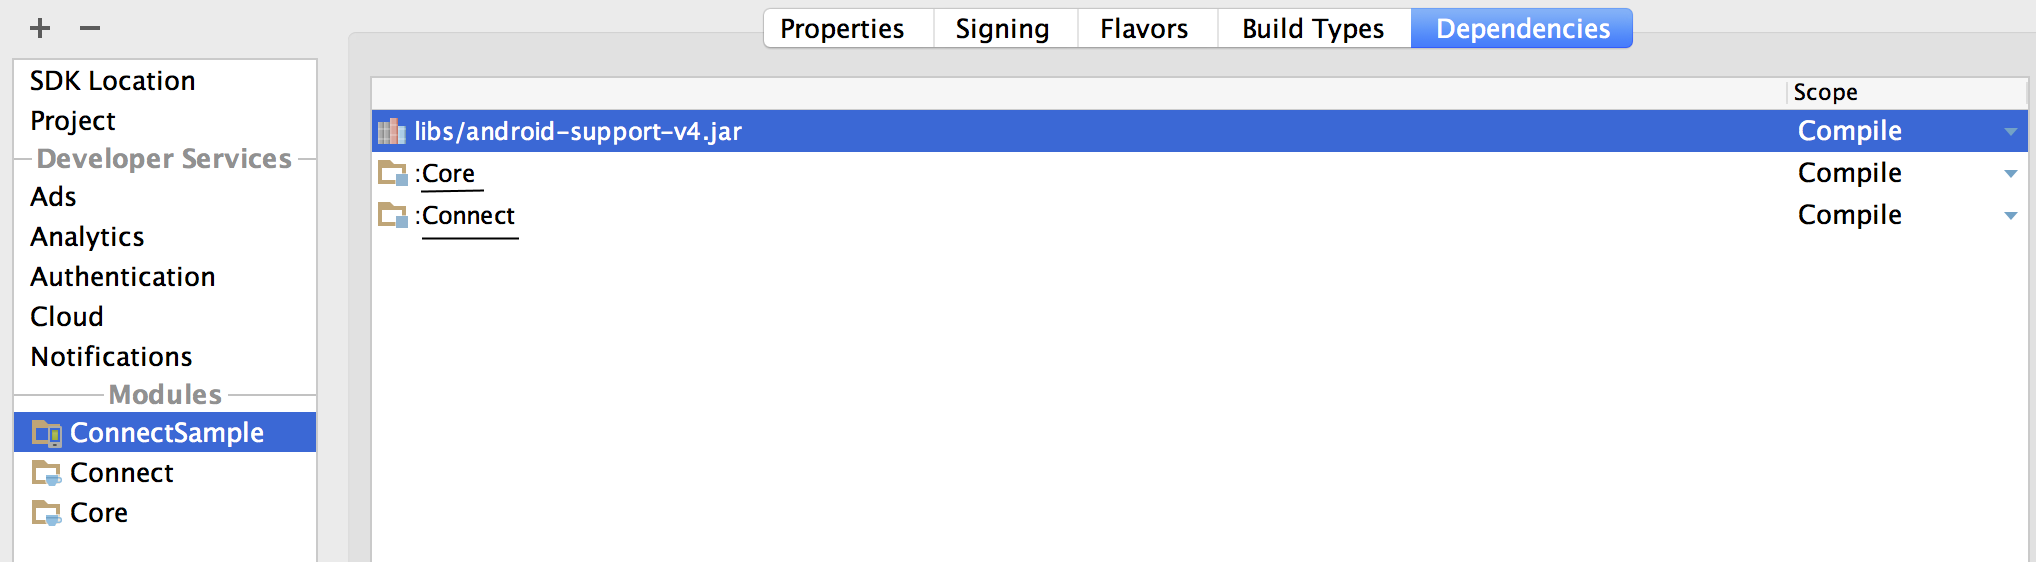 + −
Properties Signing Flavors Build Types Dependencies
SDK Location
Project
Developer Services
Ads
Analytics
Authentication
Cloud
Notifications
Modules
ConnectSample
Connect
Core
Scope
libs/android-support-v4.jar Compile
:Core Compile
:Connect Compile